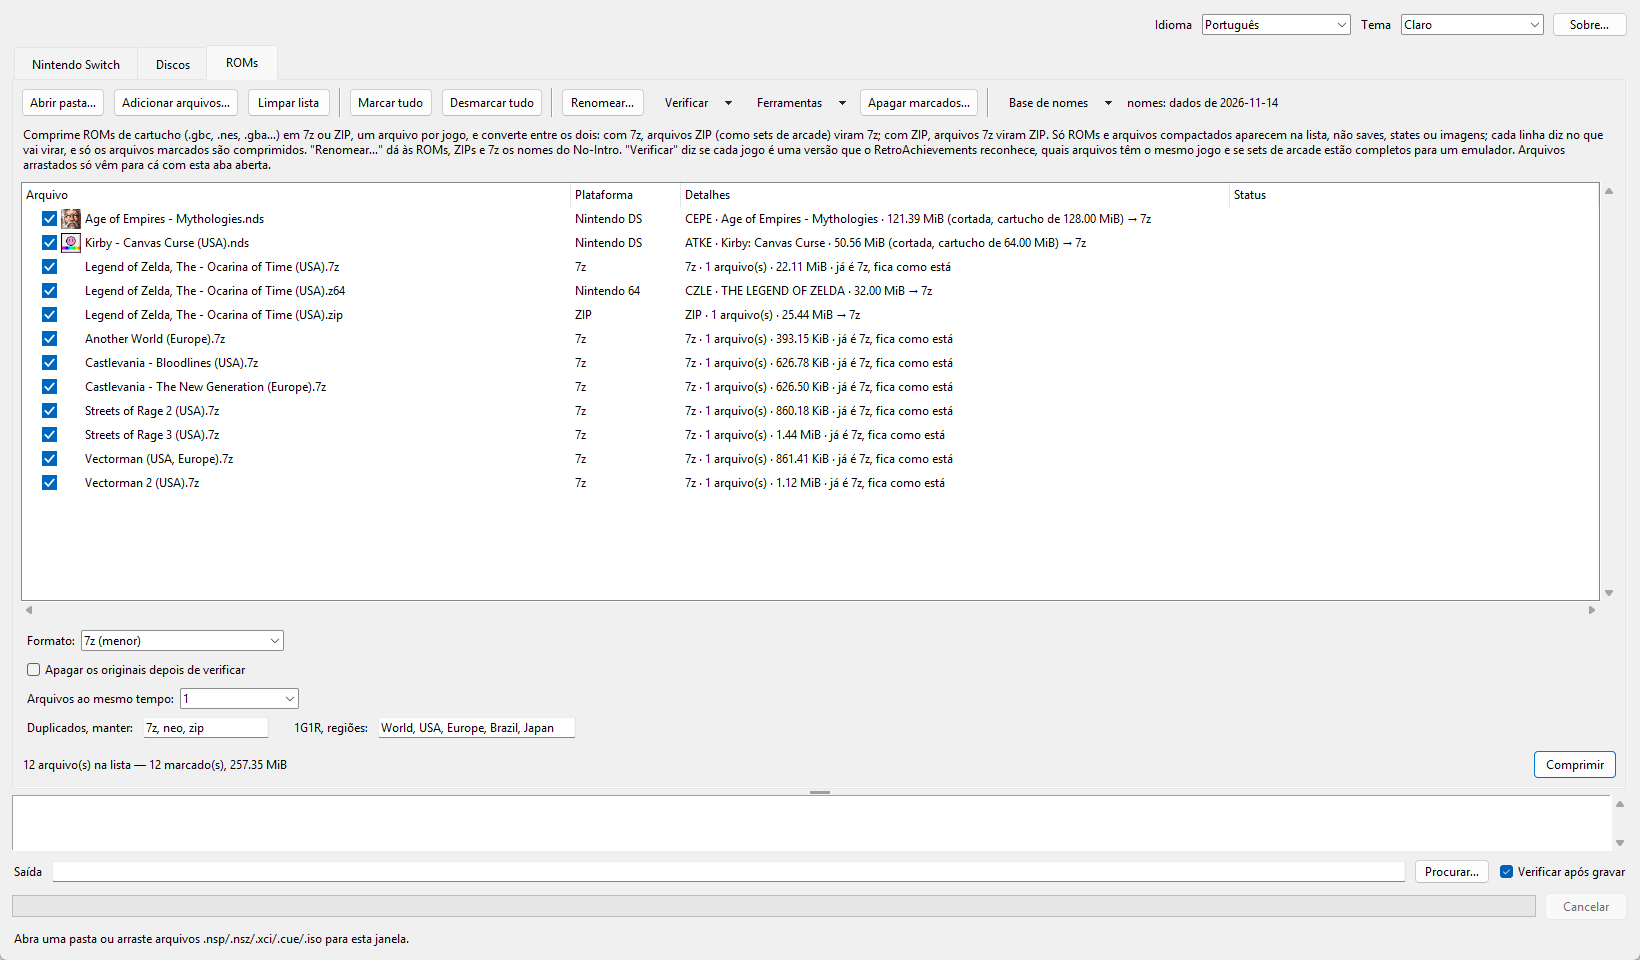 Idioma Português Tema Claro Sobre...
Nintendo Switch Discos ROMs
Abrir pasta... Adicionar arquivos... Limpar lista Marcar tudo Desmarcar tudo Renomear... Verificar Ferramentas Apagar marcados... Base de nomes nomes: dados de 2026-11-14
Comprime ROMs de cartucho (.gbc, .nes, .gba...) em 7z ou ZIP, um arquivo por jogo, e converte entre os dois: com 7z, arquivos ZIP (como sets de arcade) viram 7z; com ZIP, arquivos 7z viram ZIP. Só ROMs e arquivos compactados aparecem na lista, não saves, states ou imagens; cada linha diz no que
vai virar, e só os arquivos marcados são comprimidos. "Renomear..." dá às ROMs, ZIPs e 7z os nomes do No-Intro. "Verificar" diz se cada jogo é uma versão que o RetroAchievements reconhece, quais arquivos têm o mesmo jogo e se sets de arcade estão completos para um emulador. Arquivos
arrastados só vêm para cá com esta aba aberta.
Arquivo Plataforma Detalhes Status
Age of Empires - Mythologies.nds Nintendo DS CEPE · Age of Empires - Mythologies · 121.39 MiB (cortada, cartucho de 128.00 MiB) → 7z
Kirby - Canvas Curse (USA).nds Nintendo DS ATKE · Kirby: Canvas Curse · 50.56 MiB (cortada, cartucho de 64.00 MiB) → 7z
Legend of Zelda, The - Ocarina of Time (USA).7z 7z 7z · 1 arquivo(s) · 22.11 MiB · já é 7z, fica como está
Legend of Zelda, The - Ocarina of Time (USA).z64 Nintendo 64 CZLE · THE LEGEND OF ZELDA · 32.00 MiB → 7z
Legend of Zelda, The - Ocarina of Time (USA).zip ZIP ZIP · 1 arquivo(s) · 25.44 MiB → 7z
Another World (Europe).7z 7z 7z · 1 arquivo(s) · 393.15 KiB · já é 7z, fica como está
Castlevania - Bloodlines (USA).7z 7z 7z · 1 arquivo(s) · 626.78 KiB · já é 7z, fica como está
Castlevania - The New Generation (Europe).7z 7z 7z · 1 arquivo(s) · 626.50 KiB · já é 7z, fica como está
Streets of Rage 2 (USA).7z 7z 7z · 1 arquivo(s) · 860.18 KiB · já é 7z, fica como está
Streets of Rage 3 (USA).7z 7z 7z · 1 arquivo(s) · 1.44 MiB · já é 7z, fica como está
Vectorman (USA, Europe).7z 7z 7z · 1 arquivo(s) · 861.41 KiB · já é 7z, fica como está
Vectorman 2 (USA).7z 7z 7z · 1 arquivo(s) · 1.12 MiB · já é 7z, fica como está
Formato: 7z (menor)
Apagar os originais depois de verificar
Arquivos ao mesmo tempo: 1
Duplicados, manter: 7z, neo, zip 1G1R, regiões: World, USA, Europe, Brazil, Japan
12 arquivo(s) na lista — 12 marcado(s), 257.35 MiB Comprimir
Saída Procurar... Verificar após gravar
Cancelar
Abra uma pasta ou arraste arquivos .nsp/.nsz/.xci/.cue/.iso para esta janela.